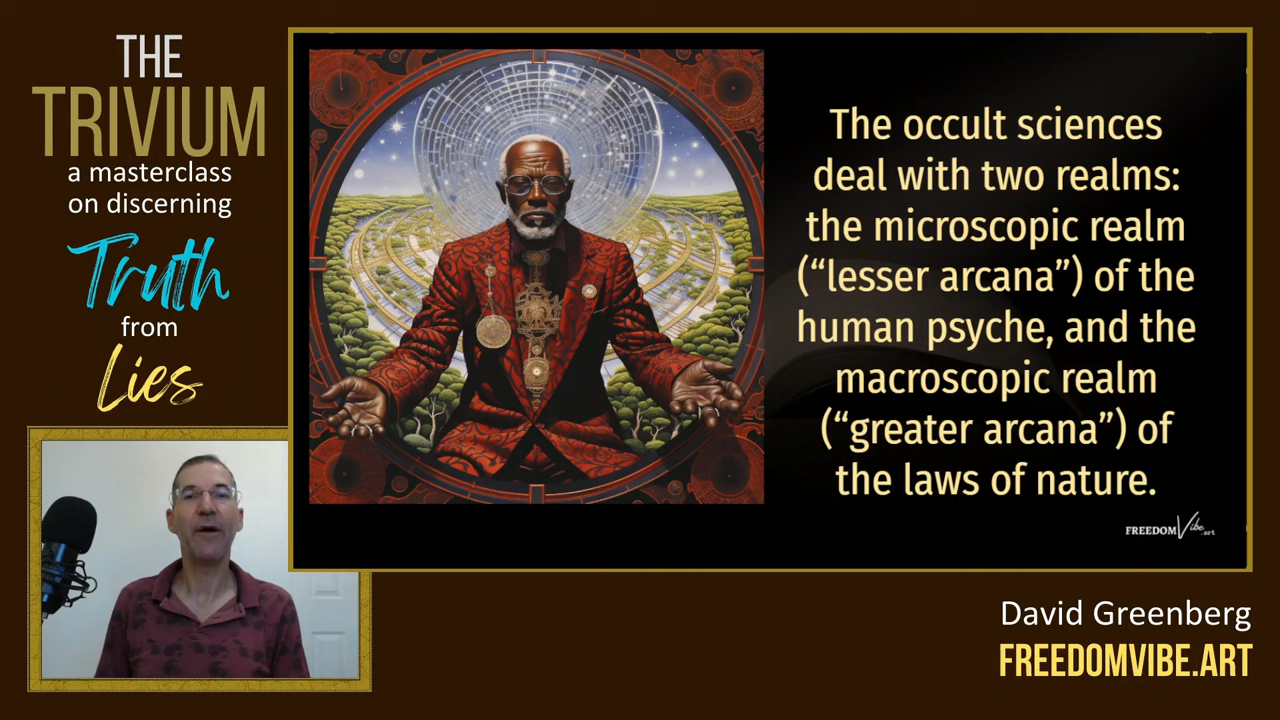 THE
TRIVIUM
a masterclass
on discerning
Truth
from
Lies
The occult sciences
deal with two realms:
the microscopic realm
(“lesser arcana”) of the
human psyche, and the
macroscopic realm
(“greater arcana”) of
the laws of nature.
FREEDOMVibe.art
David Greenberg
FREEDOMVIBE.ART